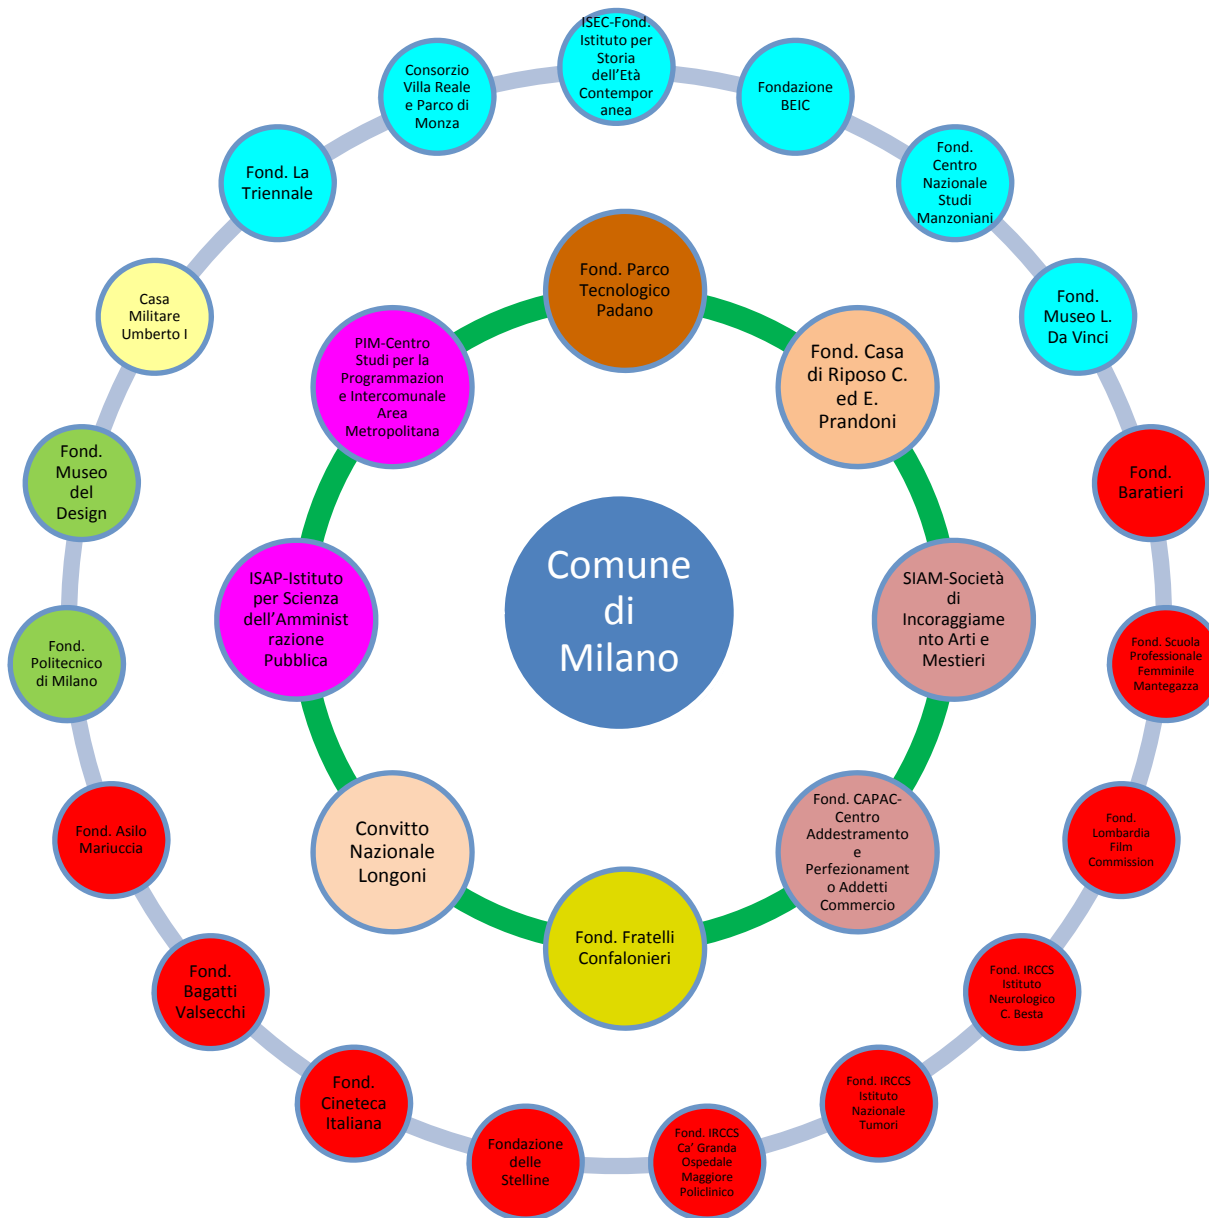 ISEC-Fond.
Istituto per
Storia
dell'Età
Contempor
anea
Fondazione
BEIC
Fond.
Centro
Nazionale
Studi
Manzoniani
Fond.
Museo L.
Da Vinci
Fond.
Baratieri
Fond. Scuola
Professionale
Femminile
Mantegazza
Fond.
Lombardia
Film
Commission
Fond. IRCCS
Istituto
Neurologico
C. Besta
Fond. IRCCS
Istituto
Nazionale
Tumori
Fond. IRCCS
Ca' Granda
Ospedale
Maggiore
Policlinico
Fondazione
delle
Stelline
Fond.
Cineteca
Italiana
Fond.
Bagatti
Valsecchi
Fond. Asilo
Mariuccia
Fond.
Politecnico
di Milano
Fond.
Museo
del
Design
Casa
Militare
Umberto I
Fond. La
Triennale
Consorzio
Villa Reale
e Parco di
Monza
Fond. Parco
Tecnologico
Padano
Fond. Casa
di Riposo C.
ed E.
Prandoni
SIAM-Società
di
Incoraggiame
nto Arti e
Mestieri
Fond. CAPAC-
Centro
Addestramento
e
Perfezionament
o Addetti
Commercio
Fond. Fratelli
Confalonieri
Convitto
Nazionale
Longoni
ISAP-Istituto
per Scienza
dell'Amminist
razione
Pubblica
PIM-Centro
Studi per la
Programmazion
e Intercomunale
Area
Metropolitana
Comune
di
Milano